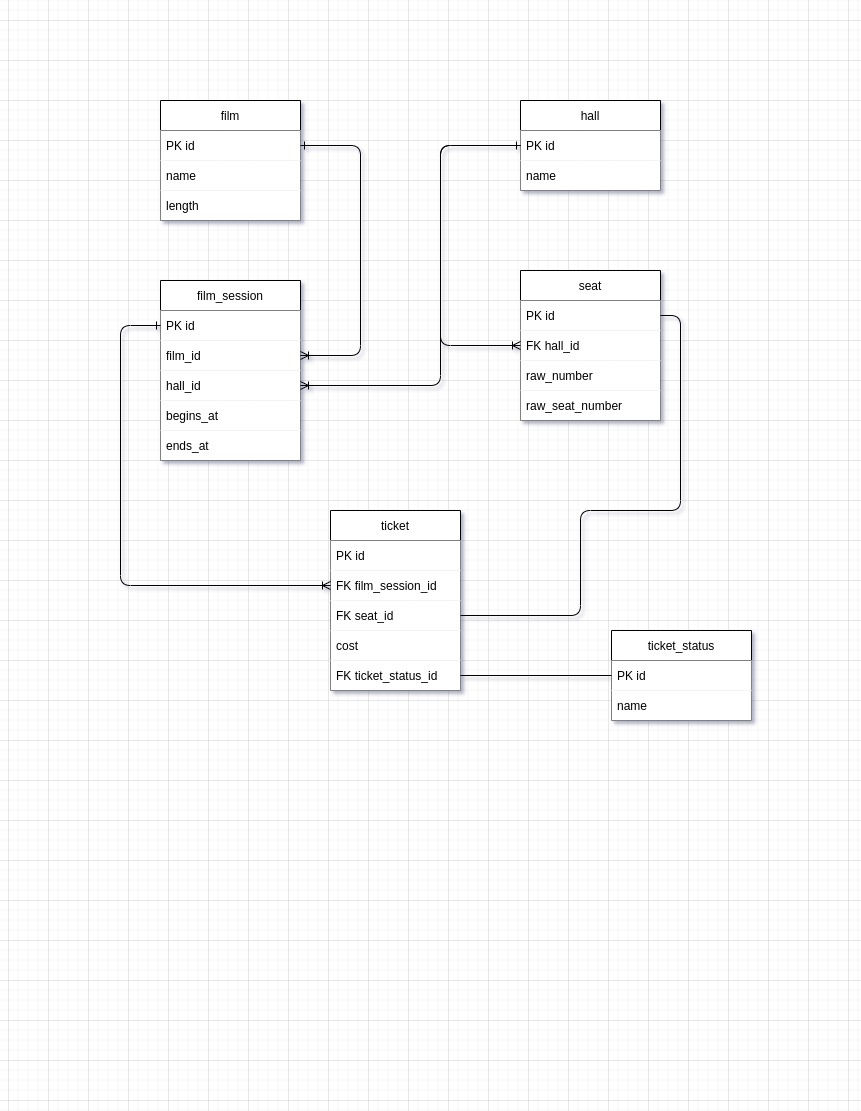 film
PK id
name
length
hall
PK id
name
film_session
PK id
film_id
hall_id
begins_at
ends_at
seat
PK id
FK hall_id
raw_number
raw_seat_number
ticket
PK id
FK film_session_id
FK seat_id
cost
FK ticket_status_id
ticket_status
PK id
name